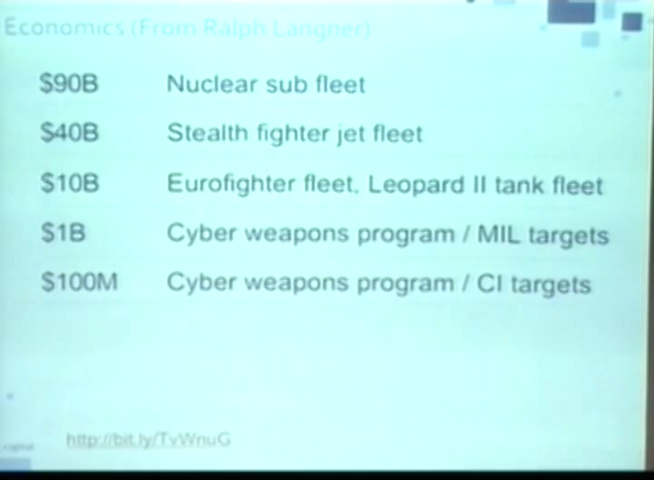 Economics (From Ralph Langner)
$90B Nuclear sub fleet
$40B Stealth fighter jet fleet
$10B Eurofighter fleet, Leopard II tank fleet
$1B Cyber weapons program / MIL targets
$100M Cyber weapons program / CI targets
http://bit.ly/TvWnuG